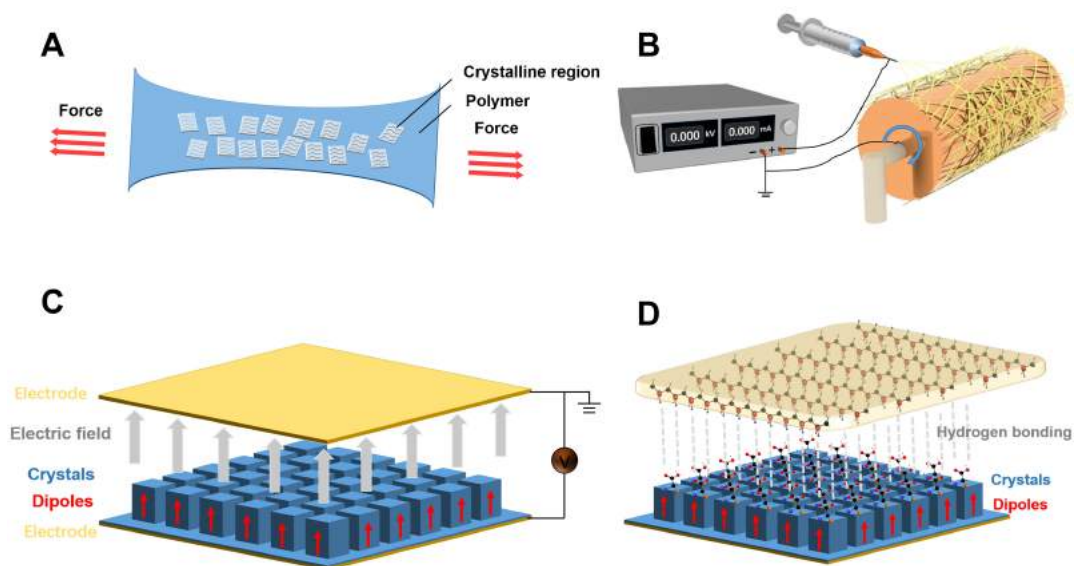 A
Crystalline region
Polymer
Force
Force
B
0.000 kV
0.000 mA
- +
C
Electrode
Electric field
Crystals
Dipoles
Electrode
V
D
Hydrogen bonding
Crystals
Dipoles